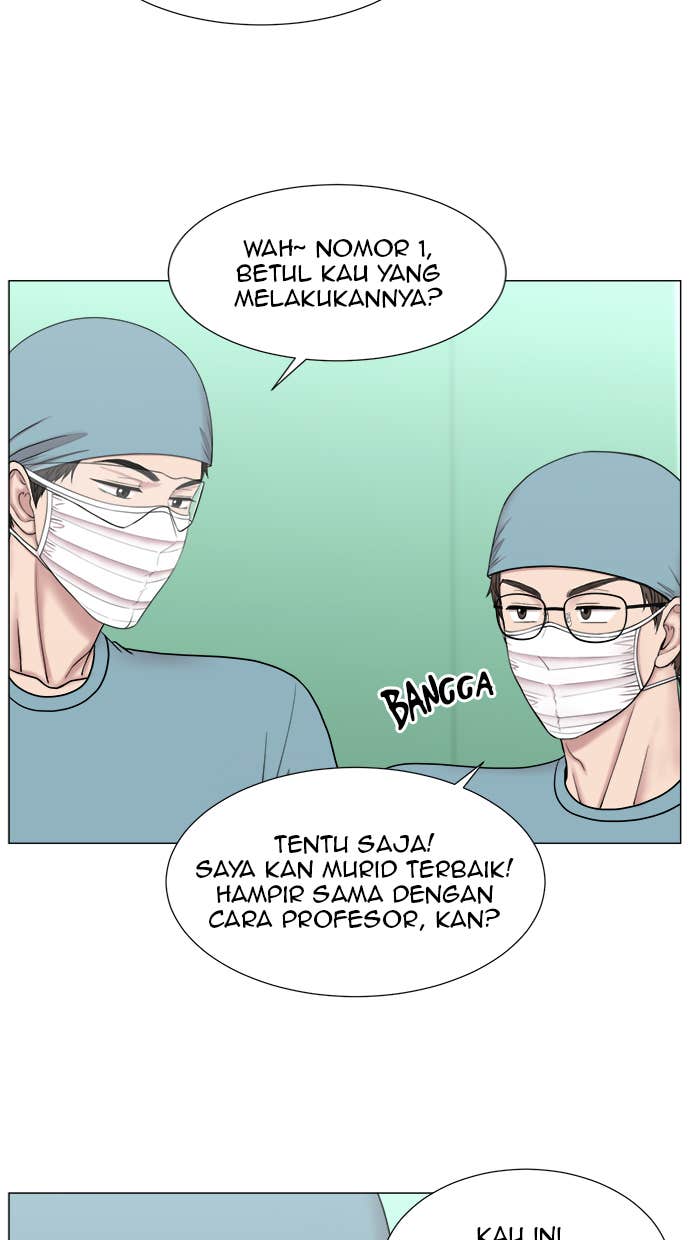 WAH~ NOMOR 1,
BETUL KAU YANG
MELAKUKANNYA?
BANGGA
TENTU SAJA!
SAYA KAN MURID TERBAIK!
HAMPIR SAMA DENGAN
CARA PROFESOR, KAN?
KAU INI